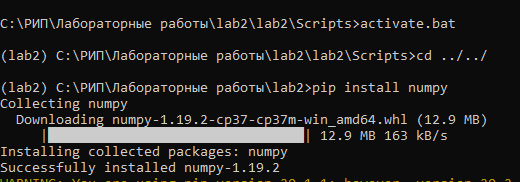 C:\РИП\Лабораторные работы\lab2\lab2\Scripts>activate.bat
(lab2) C:\РИП\Лабораторные работы\lab2\lab2\Scripts>cd ../../
(lab2) C:\РИП\Лабораторные работы\lab2>pip install numpy
Collecting numpy
Downloading numpy-1.19.2-cp37-cp37m-win_amd64.whl (12.9 MB)
12.9 MB 163 kB/s
Installing collected packages: numpy
Successfully installed numpy-1.19.2